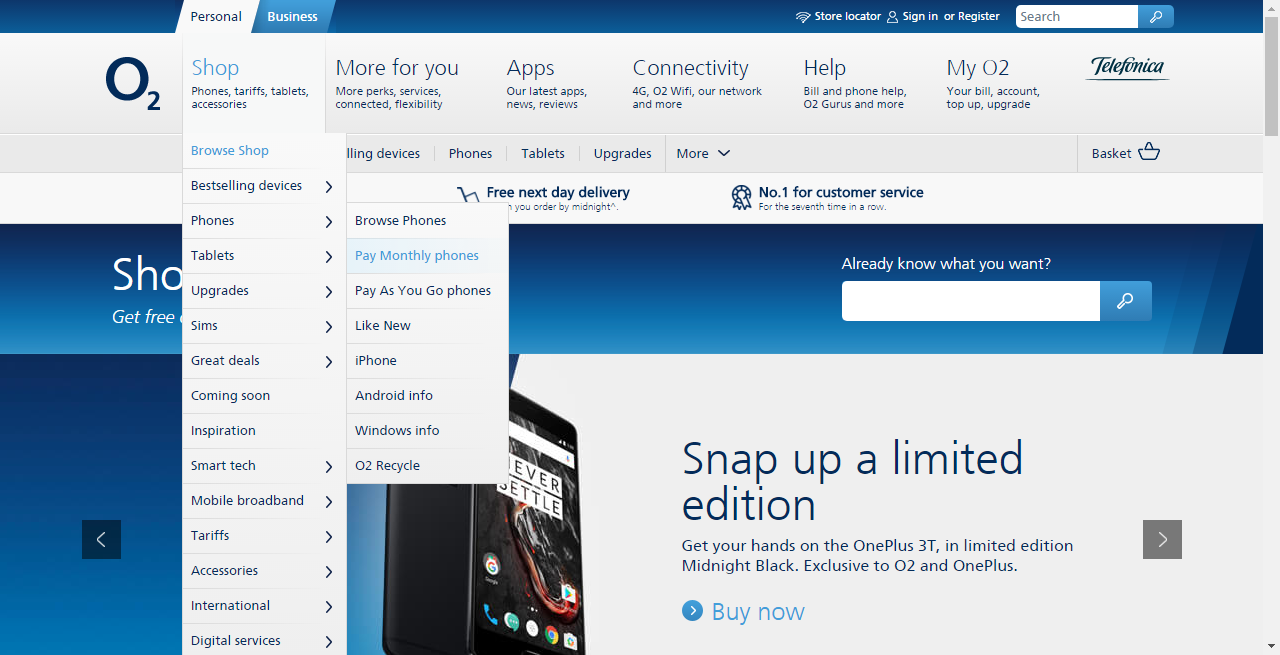 Personal
Business
Store locator
Sign in or Register
Search
O2
Shop
Phones, tariffs, tablets,
accessories
More for you
More perks, services,
connected, flexibility
Apps
Our latest apps,
news, reviews
Connectivity
4G, O2 Wifi, our network
and more
Help
Bill and phone help,
O2 Gurus and more
My O2
Your bill, account,
top up, upgrade
Telefónica
lling devices
Phones
Tablets
Upgrades
More
Basket
Free next day delivery
you order by midnight^.
No.1 for customer service
For the seventh time in a row.
Sho
Get free
Already know what you want?
Browse Shop
Bestselling devices
Phones
Tablets
Upgrades
Sims
Great deals
Coming soon
Inspiration
Smart tech
Mobile broadband
Tariffs
Accessories
International
Digital services
Browse Phones
Pay Monthly phones
Pay As You Go phones
Like New
iPhone
Android info
Windows info
O2 Recycle
NEVER
SETTLE
Snap up a limited
edition
Get your hands on the OnePlus 3T, in limited edition
Midnight Black. Exclusive to O2 and OnePlus.
Buy now